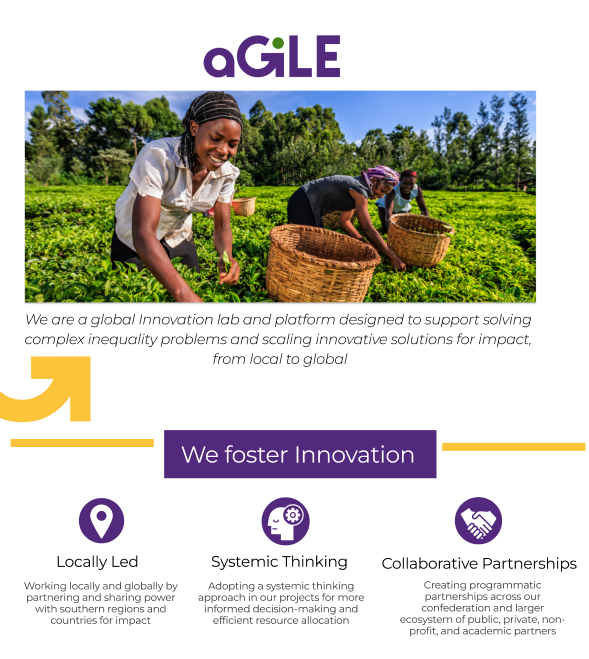 aGiLE
We are a global Innovation lab and platform designed to support solving
complex inequality problems and scaling innovative solutions for impact,
from local to global
We foster Innovation
Locally Led
Working locally and globally by
partnering and sharing power
with southern regions and
countries for impact
Systemic Thinking
Adopting a systemic thinking
approach in our projects for more
informed decision-making and
efficient resource allocation
Collaborative Partnerships
Creating programmatic
partnerships across our
confederation and larger
ecosystem of public, private, non-
profit, and academic partners